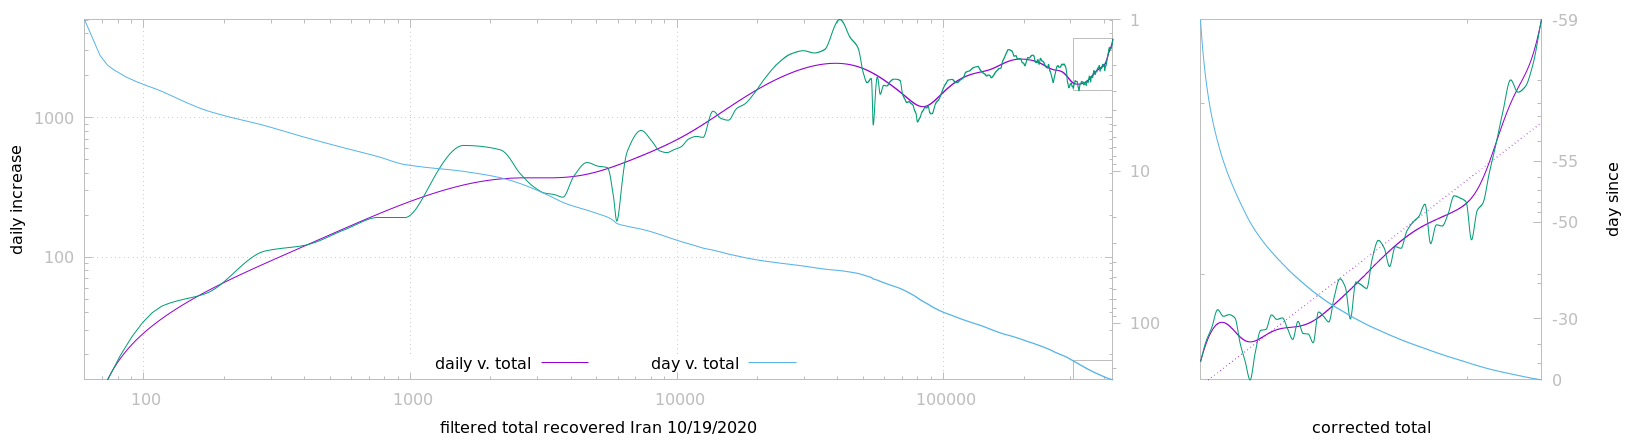 1
-59
1000
daily increase
10
-55
-50
day since
100
100
-30
daily v. total
day v. total
0
100
1000
10000
100000
filtered total recovered Iran 10/19/2020
corrected total